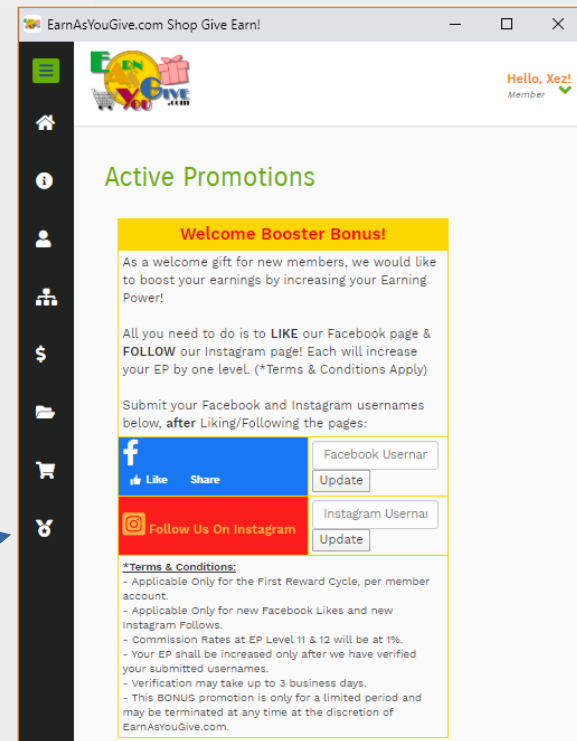 EarnAsYouGive.com Shop Give Earn!
EARN
YOU GIVE
.com
Hello, Xez!
Member
Active Promotions
Welcome Booster Bonus!
As a welcome gift for new members, we would like
to boost your earnings by increasing your Earning
Power!
All you need to do is to LIKE our Facebook page &
FOLLOW our Instagram page! Each will increase
your EP by one level. (*Terms & Conditions Apply)
Submit your Facebook and Instagram usernames
below, after Liking/Following the pages:
Facebook Usernar
Like Share
Update
Instagram Usernai
Follow Us On Instagram
Update
*Terms & Conditions:
- Applicable Only for the First Reward Cycle, per member
account.
- Applicable Only for new Facebook Likes and new
Instagram Follows.
- Commission Rates at EP Level 11 & 12 will be at 1%.
- Your EP shall be increased only after we have verified
your submitted usernames.
- Verification may take up to 3 business days.
- This BONUS promotion is only for a limited period and
may be terminated at any time at the discretion of
EarnAsYouGive.com.